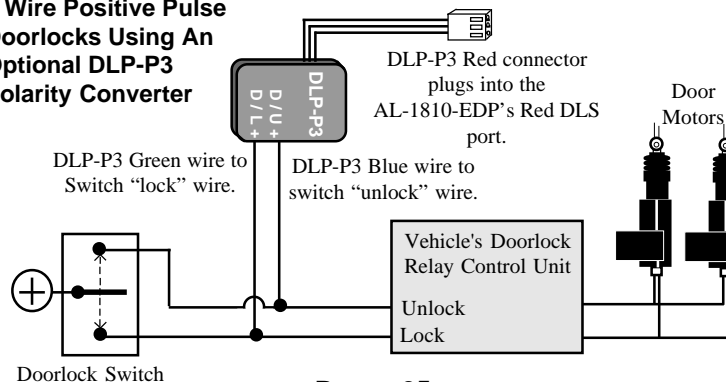 Wire Positive Pulse
Doorlocks Using An
Optional DLP-P3
Polarity Converter
DLP-P3
D/U+
D/L+
DLP-P3 Red connector
plugs into the
AL-1810-EDP's Red DLS
port.
Door
Motors
DLP-P3 Green wire to
Switch “lock” wire.
DLP-P3 Blue wire to
switch “unlock” wire.
Vehicle's Doorlock
Relay Control Unit
Unlock
Lock
Doorlock Switch